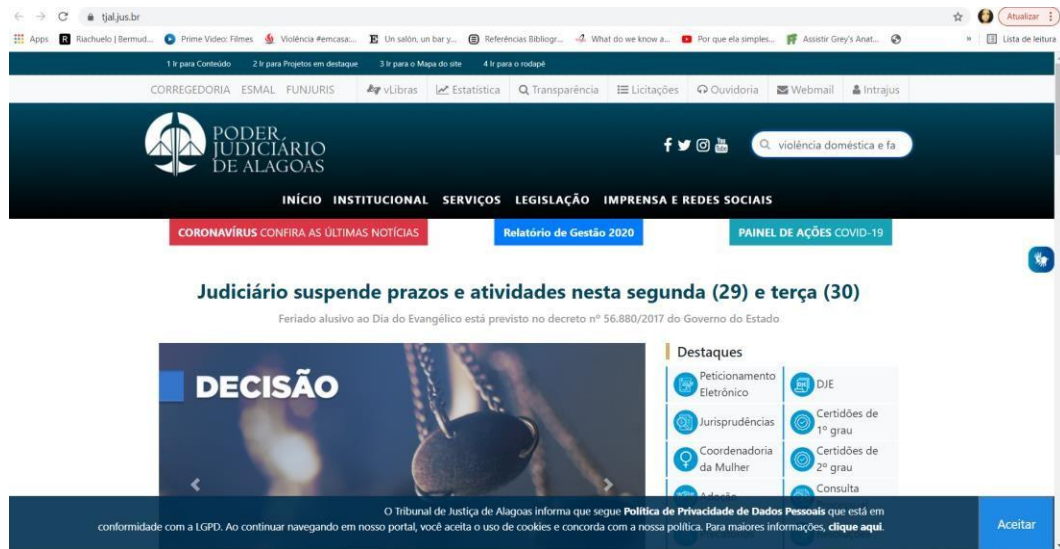 tjal.jus.br
Atualizar
Apps
Riachuelo | Bermud...
Prime Video: Filmes
Violência #emcasa:...
Un salón, un bar y...
Referências Bibliogr...
What do we know a...
Por que ela simples...
Assistir Grey's Anat...
»
Lista de leitura
1 Ir para Conteúdo 2 Ir para Projetos em destaque 3 Ir para o Mapa do site 4 Ir para o rodapé
CORREGEDORIA ESMAL FUNJURIS vLibras Estatística Transparência Licitações Ouvidoria Webmail Intrajus
PODER
JUDICIÁRIO
DE ALAGOAS
violência doméstica e fa
INÍCIO INSTITUCIONAL SERVIÇOS LEGISLAÇÃO IMPRENSA E REDES SOCIAIS
CORONAVÍRUS CONFIRA AS ÚLTIMAS NOTÍCIAS
Relatório de Gestão 2020
PAINEL DE AÇÕES COVID-19
Judiciário suspende prazos e atividades nesta segunda (29) e terça (30)
Feriado alusivo ao Dia do Evangélico está previsto no decreto nº 56.880/2017 do Governo do Estado
DECISÃO
Destaques
Peticionamento
Eletrônico
DJE
Jurisprudências
Certidões de
1º grau
Coordenadoria
da Mulher
Certidões de
2º grau
Adoção
Consulta
O Tribunal de Justiça de Alagoas informa que segue Política de Privacidade de Dados Pessoais que está em
conformidade com a LGPD. Ao continuar navegando em nosso portal, você aceita o uso de cookies e concorda com a nossa política. Para maiores informações, clique aqui.
Aceitar